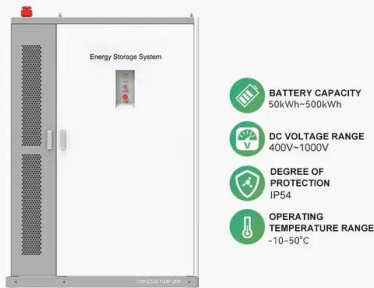 Energy Storage System
BATTERY CAPACITY
50kWh~500kWh
V
DC VOLTAGE RANGE
400V~1000V
DEGREE OF
PROTECTION
IP54
OPERATING
TEMPERATURE RANGE
-10-50°C